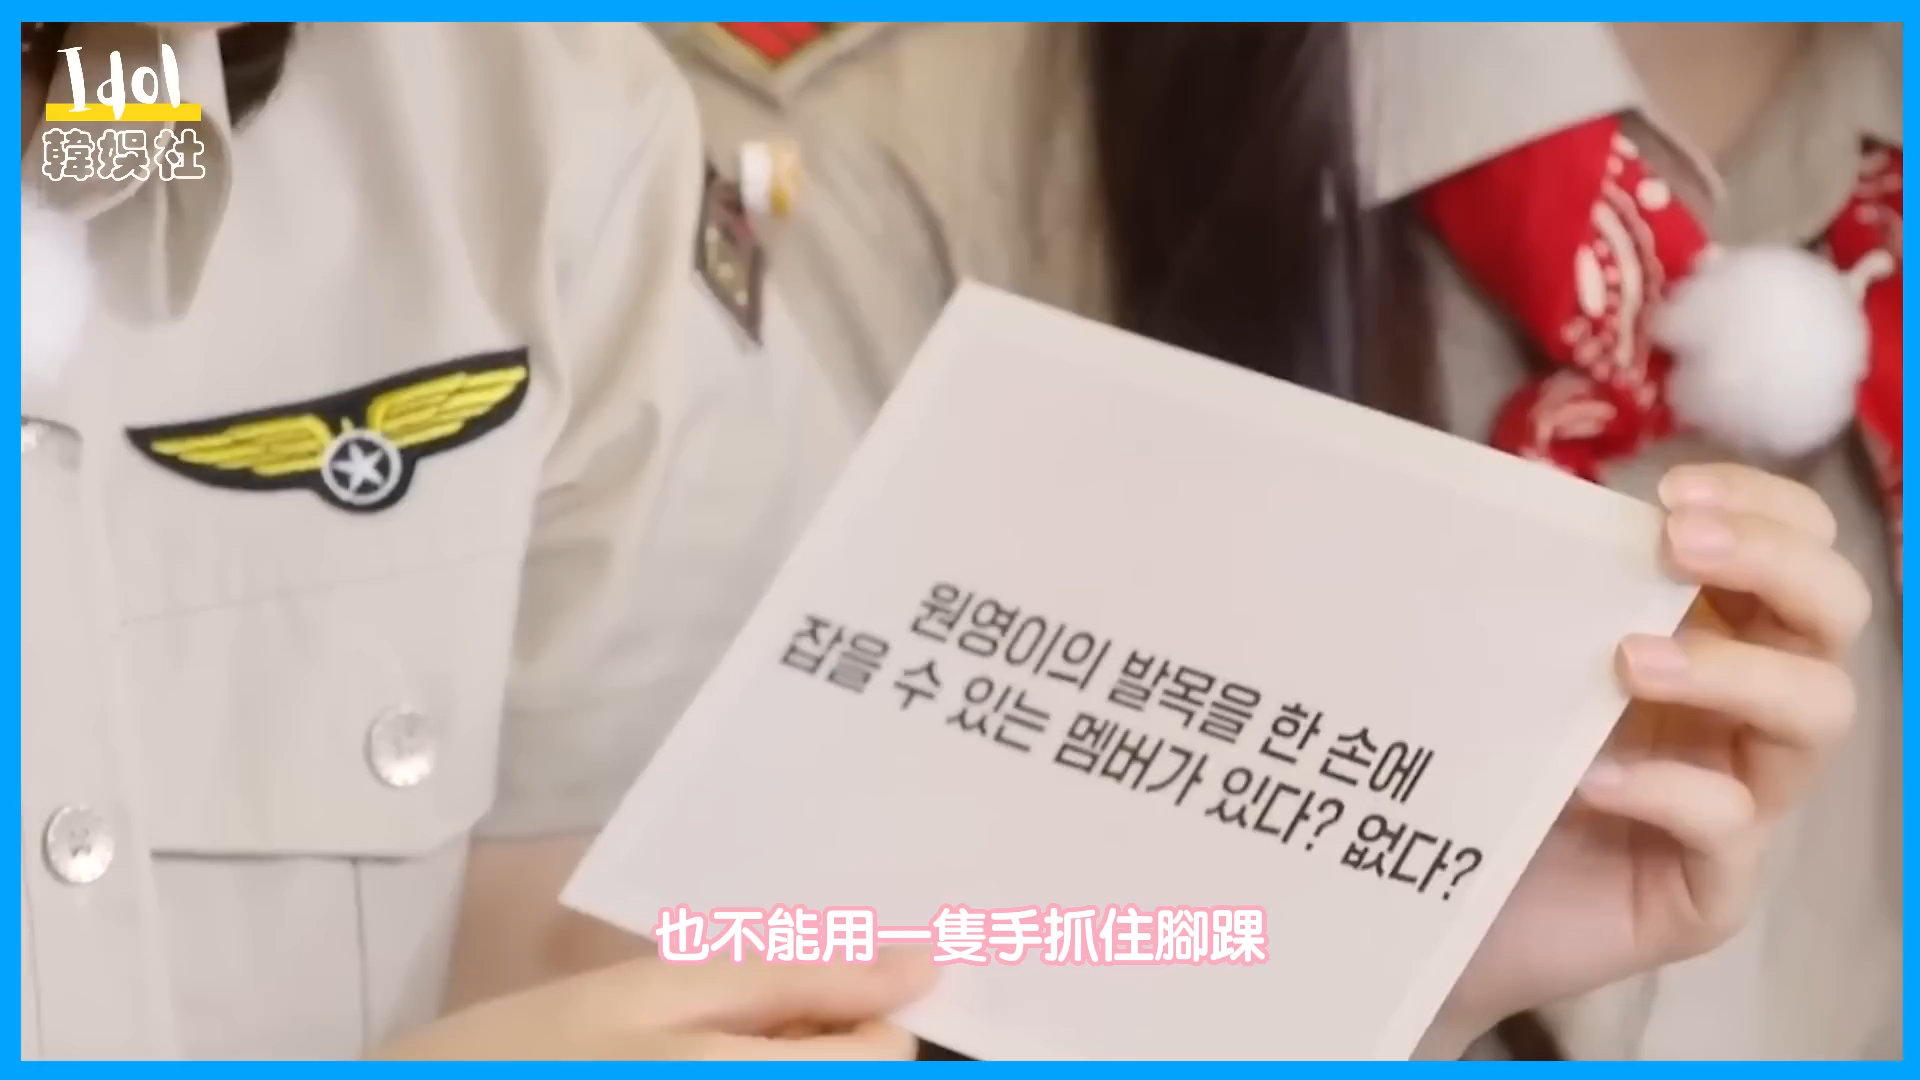 Idol
韓娱社
원영이의 발목을 한 손에
잡을 수 있는 멤버가 있다? 없다?
也不能用一隻手抓住腳踝